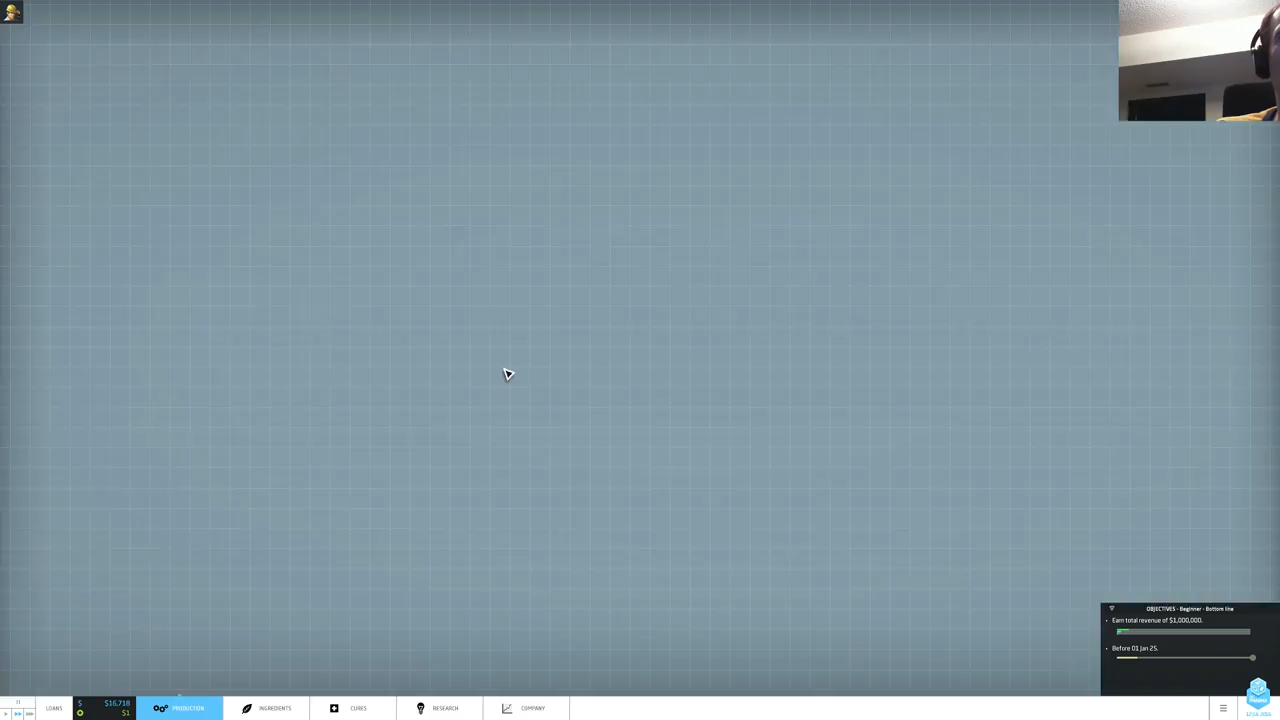 OBJECTIVES - Beginner - Bottom line
Earn total revenue of $1,000,000.
Before 01 Jan 25.
LOANS
$ $16,718
$1
PRODUCTION
INGREDIENTS
CURES
RESEARCH
COMPANY